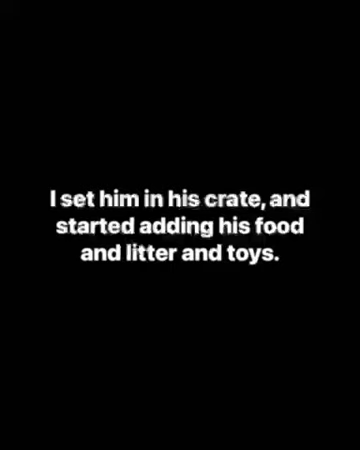 I set him in his crate, and
started adding his food
and litter and toys.